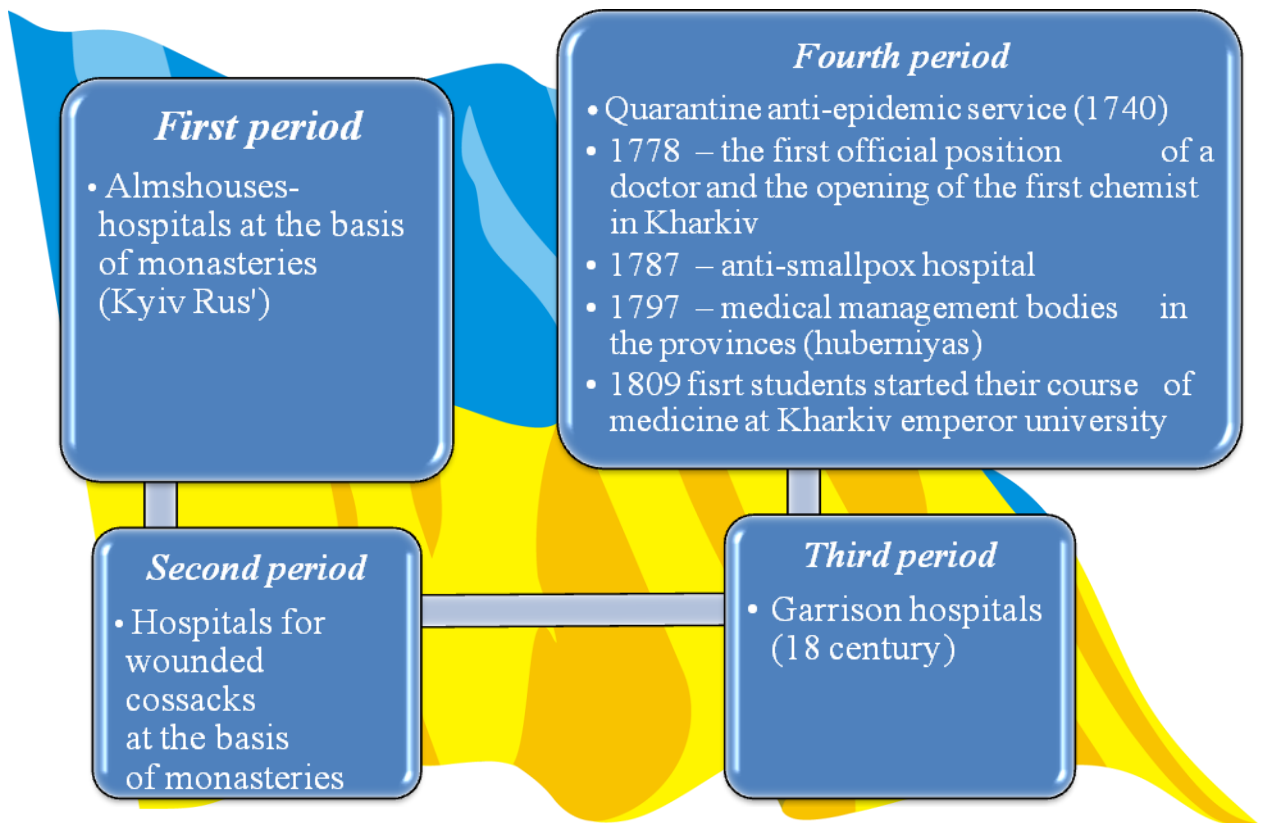 First period
• Almshouses-
hospitals at the basis
of monasteries
(Kyiv Rus')
Second period
• Hospitals for
wounded
cossacks
at the basis
of monasteries
Third period
• Garrison hospitals
(18 century)
Fourth period
• Quarantine anti-epidemic service (1740)
• 1778 – the first official position of a
doctor and the opening of the first chemist
in Kharkiv
• 1787 – anti-smallpox hospital
• 1797 – medical management bodies in
the provinces (huberniyas)
• 1809 fisrt students started their course of
medicine at Kharkiv emperor university